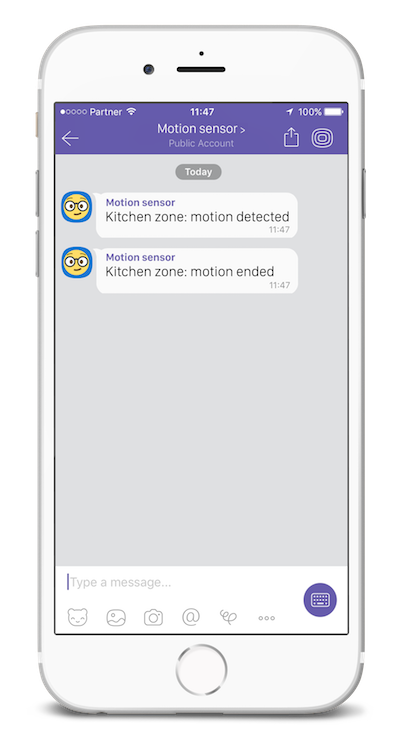 Partner 11:47 100%
Motion sensor >
Public Account
Today
Motion sensor
Kitchen zone: motion detected
11:47
Motion sensor
Kitchen zone: motion ended
11:47
Type a message...
@